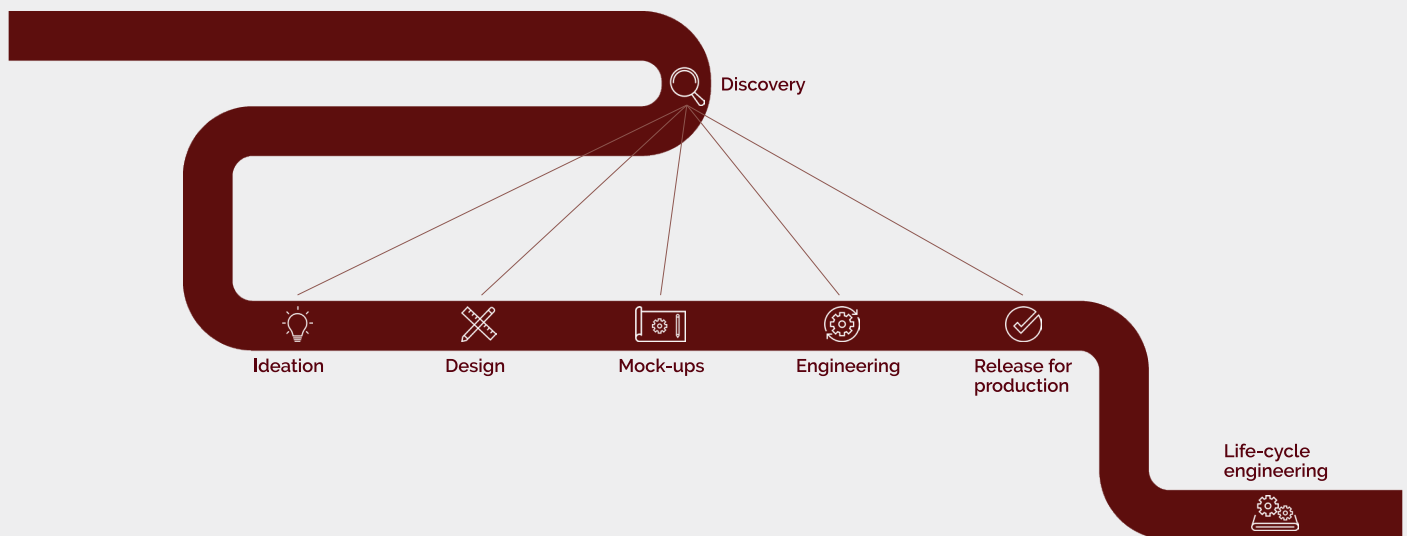 Discovery
Ideation
Design
Mock-ups
Engineering
Release for
production
Life-cycle
engineering